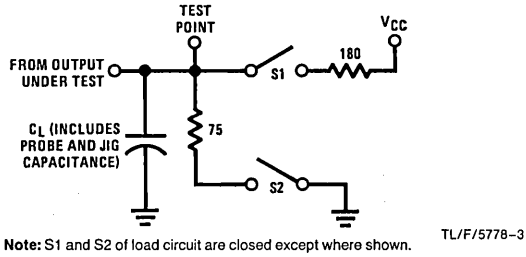 TEST
POINT
VCC
FROM OUTPUT
UNDER TEST
S1
180
CL (INCLUDES
PROBE AND JIG
CAPACITANCE)
75
S2
TL/F/5778–3
Note: S1 and S2 of load circuit are closed except where shown.